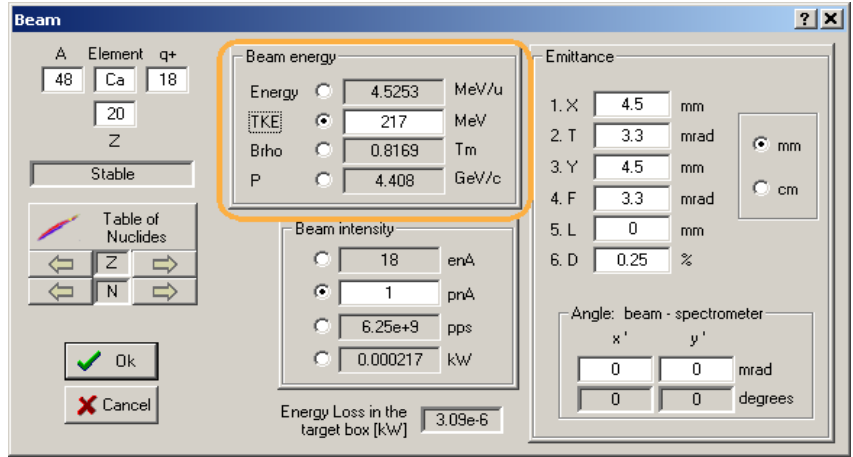 Beam
A Element q+
48 Ca 18
20
Z
Stable
Table of
Nuclides
Z
N
Ok
Cancel
Beam energy
Energy 4.5253 MeV/u
TKE 217 MeV
Brho 0.8169 Tm
P 4.408 GeV/c
Beam intensity
18 enA
1 pnA
6.25e+9 pps
0.000217 kW
Energy Loss in the
target box [kW] 3.09e-6
Emittance
1. X 4.5 mm
2. T 3.3 mrad
3. Y 4.5 mm
4. F 3.3 mrad
5. L 0 mm
6. D 0.25 %
mm
cm
Angle: beam - spectrometer
x ' y '
0 0 mrad
0 0 degrees